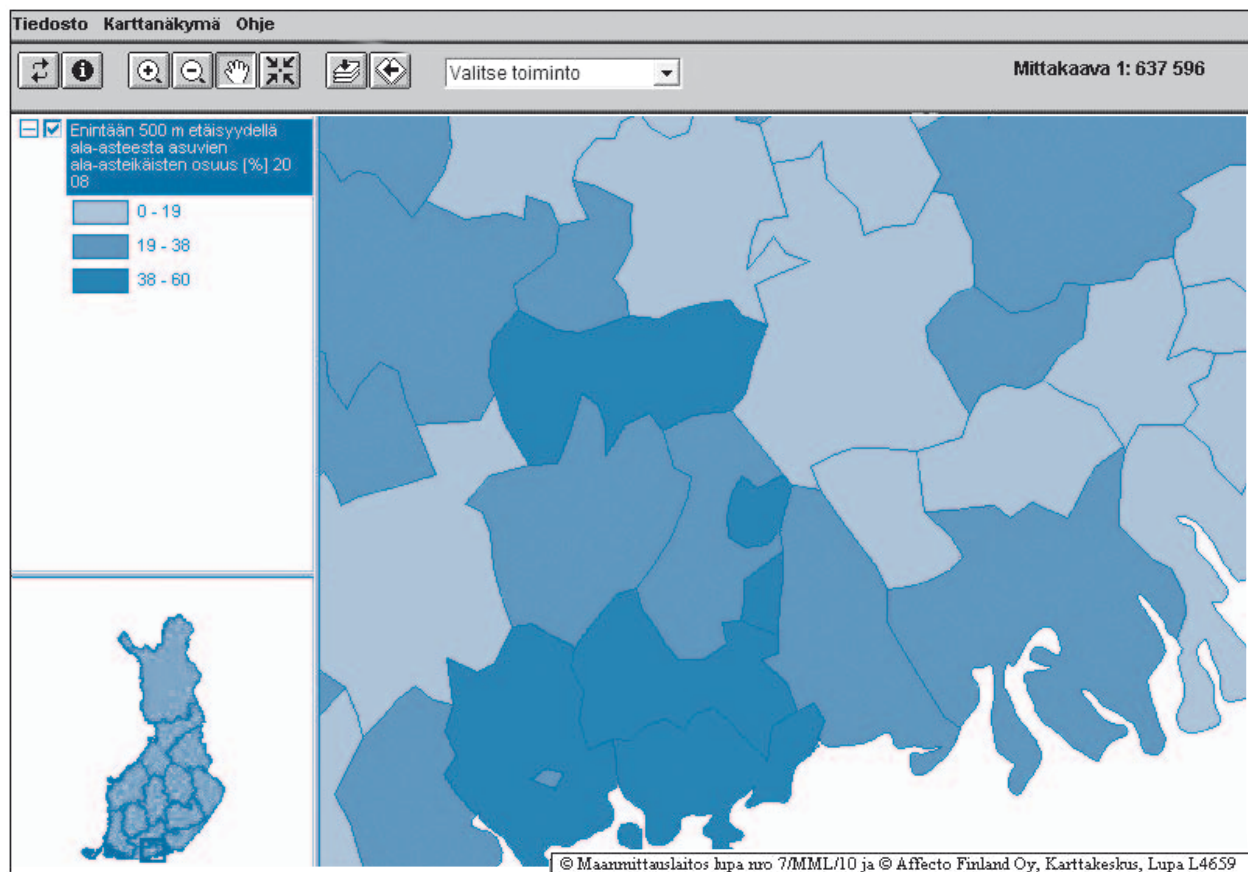 Tiedosto Karttanäkymä Ohje
Valitse toiminto
Mittakaava 1: 637 596
Enintään 500 m etäisyydellä
ala-asteesta asuvien
ala-asteikäisten osuus [%] 20
08
0 - 19
19 - 38
38 - 60
© Maanmittauslaitos lupa nro 7/MML/10 ja © Affecto Finland Oy, Karttakeskus, Lupa L4659